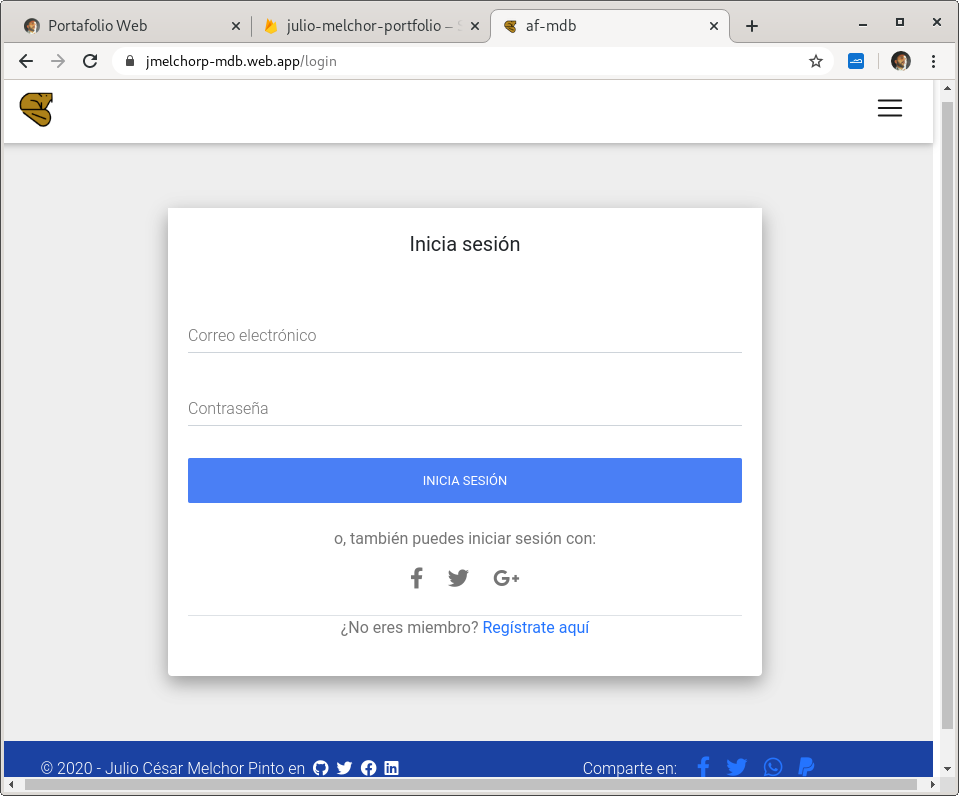 Portafolio Web
julio-melchor-portfolio –
af-mdb
jmelchorp-mdb.web.app/login
Inicia sesión
Correo electrónico
Contraseña
INICIA SESIÓN
o, también puedes iniciar sesión con:
G+
¿No eres miembro? Regístrate aquí
© 2020 - Julio César Melchor Pinto en
Comparte en: